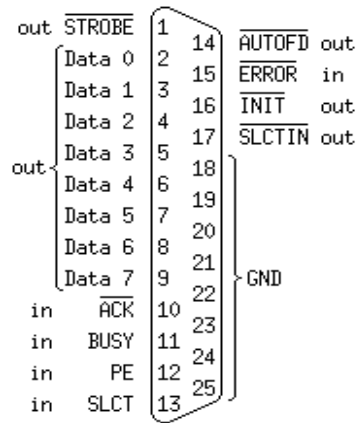 out STROBE 1
14 AUTOFD out
Data 0 2
15 ERROR in
Data 1 3
16 INIT out
Data 2 4
17 SLCTIN out
Data 3 5
18
out
Data 4 6
19
Data 5 7
20
Data 6 8
21
Data 7 9
GND
22
in ACK 10
23
in BUSY 11
24
in PE 12
25
in SLCT 13